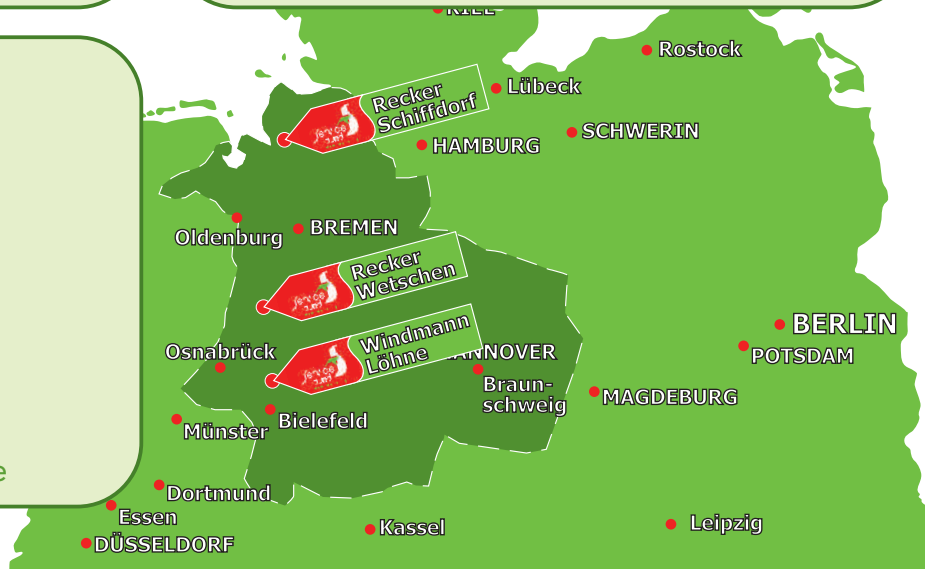 KIEL
Rostock
Lübeck
Recker
Schiffdorf
SCHWERIN
HAMBURG
BREMEN
Oldenburg
Recker
Wetschen
BERLIN
Windmann
Löhne
Osnabrück
ANNOVER
POTSDAM
Braun-
schweig
MAGDEBURG
Bielefeld
Münster
e
Dortmund
Essen
Kassel
Leipzig
DÜSSELDORF